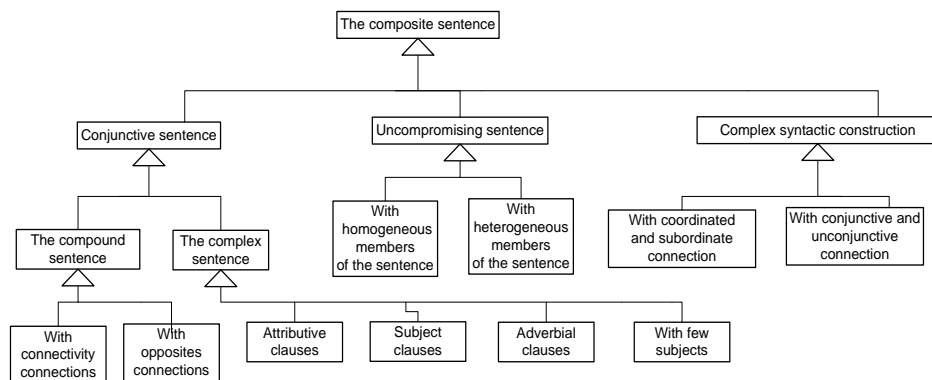 The composite sentence
Conjunctive sentence
Uncompromising sentence
Complex syntactic construction
With
homogeneous
members
of the sentence
With
heterogeneous
members
of the sentence
With coordinated
and subordinate
connection
With conjunctive and
unconjunctive
connection
The compound
sentence
The complex
sentence
With
connectivity
connections
With
opposites
connections
Attributive
clauses
Subject
clauses
Adverbial
clauses
With few
subjects